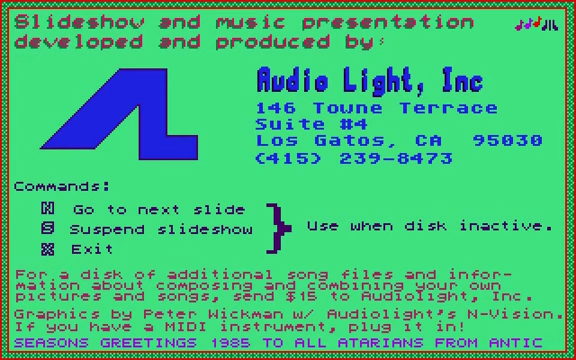 Slideshow and music presentation
developed and produced by:
Audio Light, Inc
146 Towne Terrace
Suite #4
Los Gatos, CA 95030
(415) 239-8473
Commands:
N Go to next slide
S Suspend slideshow
X Exit
Use when disk inactive.
For a disk of additional song files and infor-
mation about composing and combining your own
pictures and songs, send $15 to Audiolight, Inc.
Graphics by Peter Wickman w/ Audiolight's N-Vision.
If you have a MIDI instrument, plug it in!
SEASONS GREETINGS 1985 TO ALL ATARIANS FROM ANTIC